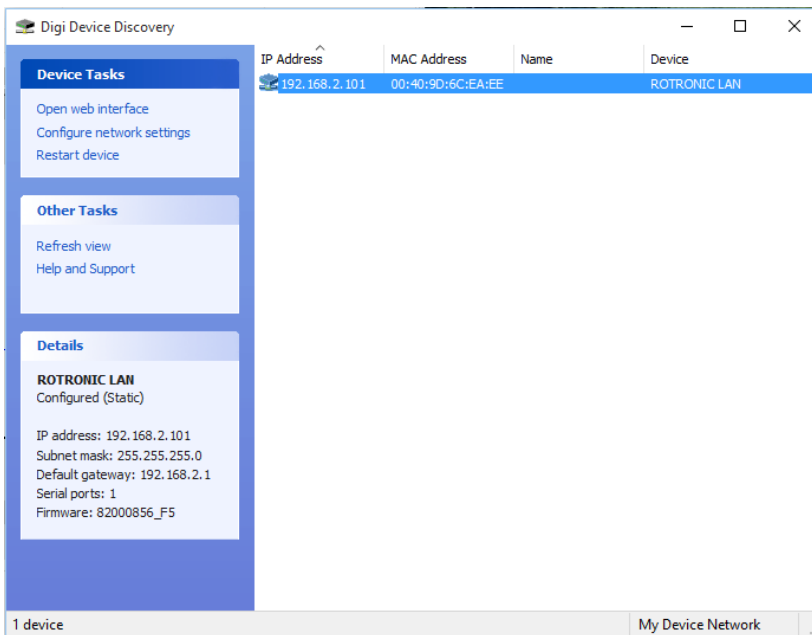 Digi Device Discovery
Device Tasks
Open web interface
Configure network settings
Restart device
Other Tasks
Refresh view
Help and Support
Details
ROTRONIC LAN
Configured (Static)
IP address: 192.168.2.101
Subnet mask: 255.255.255.0
Default gateway: 192.168.2.1
Serial ports: 1
Firmware: 82000856_F5
IP Address MAC Address Name Device
192.168.2.101 00:40:9D:6C:EA:EE ROTRONIC LAN
1 device My Device Network